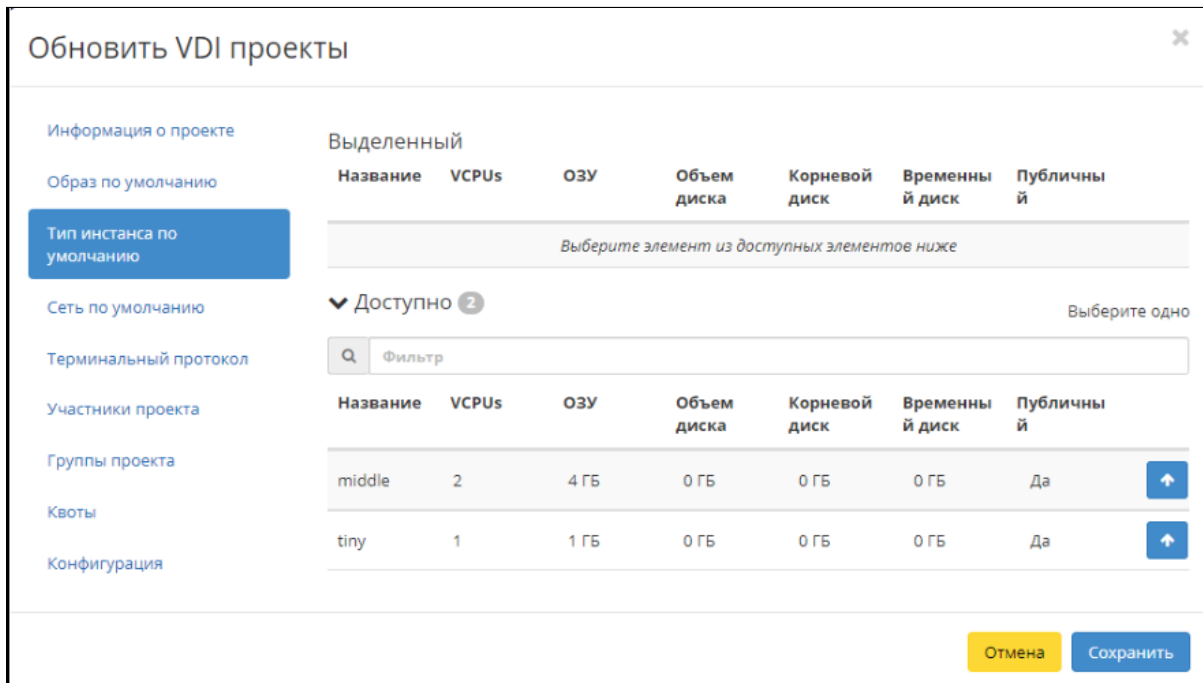 Обновить VDI проекты
×
Информация о проекте
Образ по умолчанию
Тип инстанса по
умолчанию
Сеть по умолчанию
Терминальный протокол
Участники проекта
Группы проекта
Квоты
Конфигурация
Выделенный
Название VCPUs ОЗУ Объем Корневой Временны Публичны
диска диск й диск й
Выберите элемент из доступных элементов ниже
Доступно 2
Выберите одно
Фильтр
Название VCPUs ОЗУ Объем Корневой Временны Публичны
диска диск й диск й
middle 2 4 ГБ 0 ГБ 0 ГБ 0 ГБ Да
tiny 1 1 ГБ 0 ГБ 0 ГБ 0 ГБ Да
Отмена Сохранить